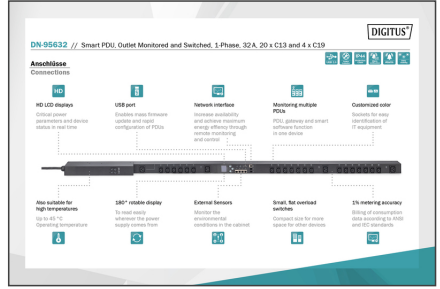 DIGITUS®
DN-95632 // Smart PDU, Outlet Monitored and Switched, 1-Phase, 32 A, 20 x C13 and 4 x C19
Anschlüsse
Connections
HD
HD LCD displays
Critical power
parameters and device
status in real time
USB port
Enables mass firmware
update and rapid
configuration of PDUs
Network interface
Increase availability
and achieve maximum
energy effiency through
remote monitoring
and control
Monitoring multiple
PDUs
PDU, gateway and smart
software function
in one device
Customized color
Sockets for easy
identification of
IT equipment
Also suitable for
high temperatures
Up to 45 °C
Operating temperature
180° rotable display
To read easily
wherever the power
supply comes from
External Sensors
Monitor the
environmental
conditions in the cabinet
Small, flat overload
switches
Compact size for more
space for other devices
1% metering accuracy
Billing of consumption
data according to ANSI
and IEC standards